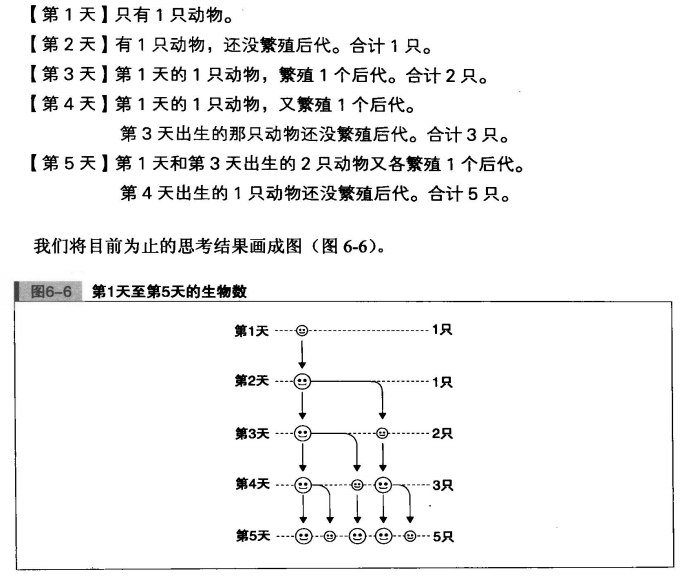 【第1天】只有1只动物。
【第2天】有1只动物，还没繁殖后代。合计1只。
【第3天】第1天的1只动物，繁殖1个后代。合计2只。
【第4天】第1天的1只动物，又繁殖1个后代。
第3天出生的那只动物还没繁殖后代。合计3只。
【第5天】第1天和第3天出生的2只动物又各繁殖1个后代。
第4天出生的1只动物还没繁殖后代。合计5只。
我们将目前为止的思考结果画成图（图6-6）。
图6-6 第1天至第5天的生物数
第1天 1只
第2天 1只
第3天 2只
第4天 3只
第5天 5只